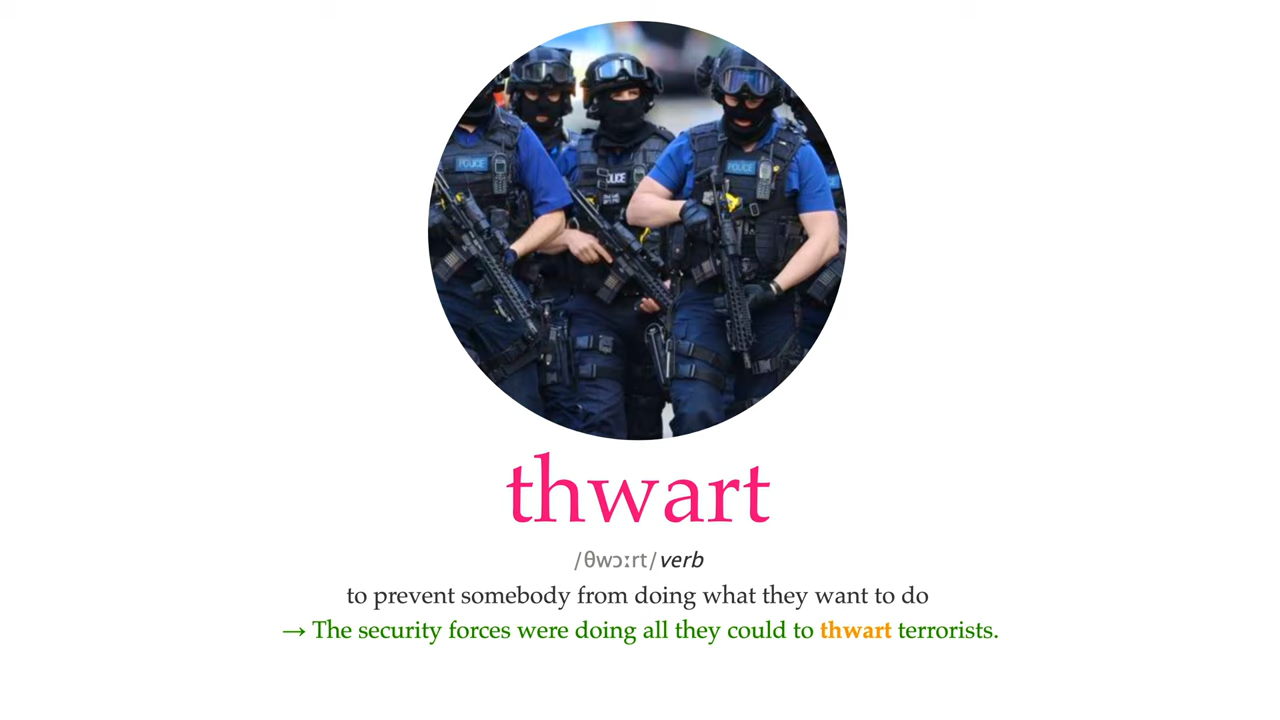 POLICE
POLICE
POLICE
thwart
/θwɔːrt/ verb
to prevent somebody from doing what they want to do
→ The security forces were doing all they could to thwart terrorists.